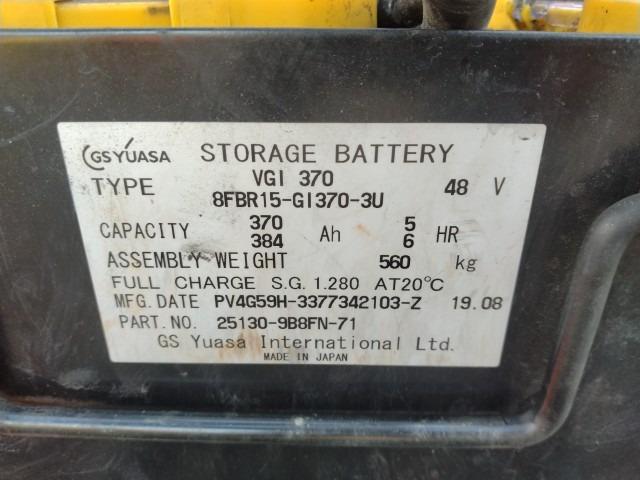 GS YUASA STORAGE BATTERY
TYPE VGI 370 48 V
8FBR15-GI370-3U
CAPACITY 370 Ah 5 HR
384 6
ASSEMBLY WEIGHT 560 kg
FULL CHARGE S.G. 1.280 AT20℃
MFG. DATE PV4G59H-3377342103-Z 19.08
PART. NO. 25130-9B8FN-71
GS Yuasa International Ltd.
MADE IN JAPAN